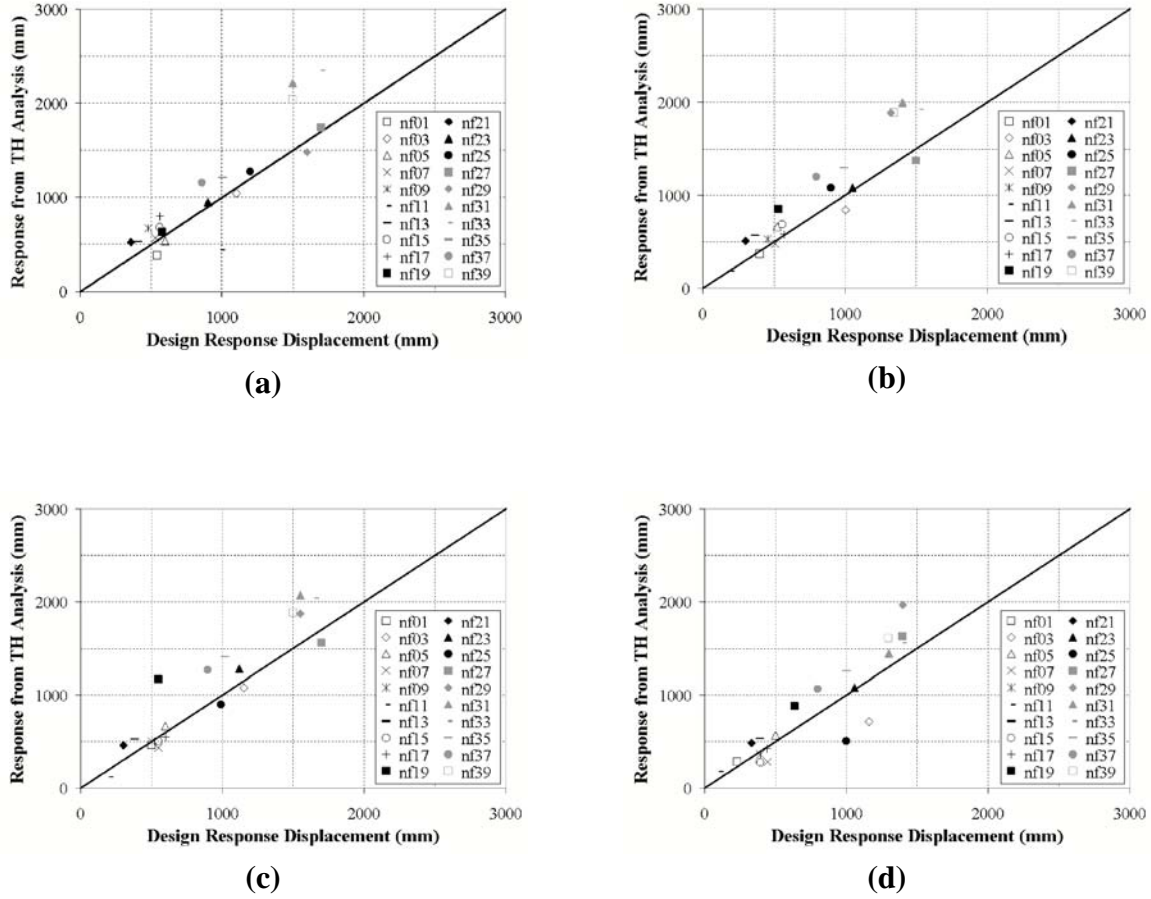 Response from TH Analysis (mm)
3000
2000
1000
0
nf01 nf21
nf03 nf23
nf05 nf25
nf07 nf27
nf09 nf29
nf11 nf31
nf13 nf33
nf15 nf35
nf17 nf37
nf19 nf39
0 1000 2000 3000
Design Response Displacement (mm)
(a)
Response from TH Analysis (mm)
3000
2000
1000
0
nf01 nf21
nf03 nf23
nf05 nf25
nf07 nf27
nf09 nf29
nf11 nf31
nf13 nf33
nf15 nf35
nf17 nf37
nf19 nf39
0 1000 2000 3000
Design Response Displacement (mm)
(b)
Response from TH Analysis (mm)
3000
2000
1000
0
nf01 nf21
nf03 nf23
nf05 nf25
nf07 nf27
nf09 nf29
nf11 nf31
nf13 nf33
nf15 nf35
nf17 nf37
nf19 nf39
0 1000 2000 3000
Design Response Displacement (mm)
(c)
Response from TH Analysis (mm)
3000
2000
1000
0
nf01 nf21
nf03 nf23
nf05 nf25
nf07 nf27
nf09 nf29
nf11 nf31
nf13 nf33
nf15 nf35
nf17 nf37
nf19 nf39
0 1000 2000 3000
Design Response Displacement (mm)
(d)